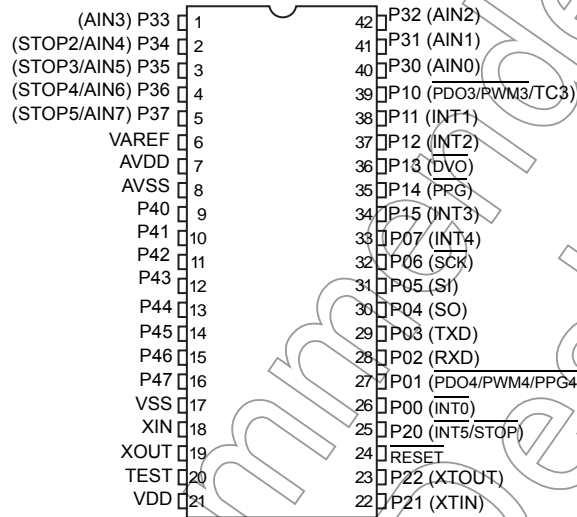 (AIN3) P33 1 42 P32 (AIN2)
(STOP2/AIN4) P34 2 41 P31 (AIN1)
(STOP3/AIN5) P35 3 40 P30 (AIN0)
(STOP4/AIN6) P36 4 39 P10 (PDO3/PWM3/TC3)
(STOP5/AIN7) P37 5 38 P11 (INT1)
VAREF 6 37 P12 (INT2)
AVDD 7 36 P13 (DVO)
AVSS 8 35 P14 (PPG)
P40 9 34 P15 (INT3)
P41 10 33 P07 (INT4)
P42 11 32 P06 (SCK)
P43 12 31 P05 (SI)
P44 13 30 P04 (SO)
P45 14 29 P03 (TXD)
P46 15 28 P02 (RXD)
P47 16 27 P01 (PDO4/PWM4/PPG4
VSS 17 26 P00 (INT0)
XIN 18 25 P20 (INT5/STOP)
XOUT 19 24 RESET
TEST 20 23 P22 (XTOUT)
VDD 21 22 P21 (XTIN)